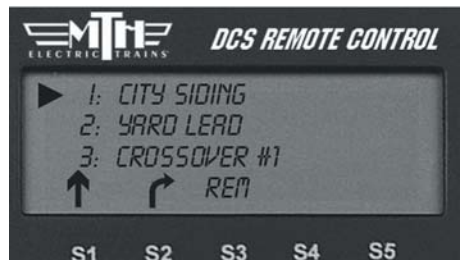 MTH
ELECTRIC TRAINS
DCS REMOTE CONTROL
1: CITY SIDING
2: YARD LEAD
3: CROSSOVER #1
REM
S1 S2 S3 S4 S5